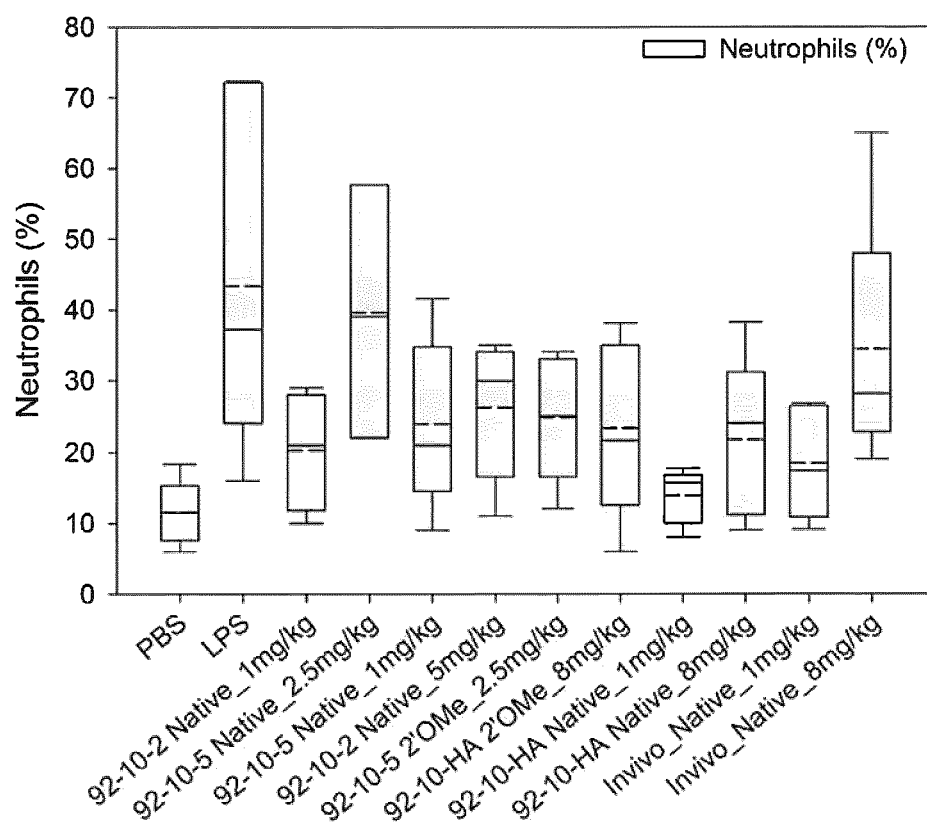 80
70
60
50
40
30
20
10
0
Neutrophils (%)
Neutrophils (%)
PBS
LPS
92-10-2 Native_1mg/kg
92-10-5 Native_2.5mg/kg
92-10-5 Native_1mg/kg
92-10-2 Native_5mg/kg
92-10-5 2'OMe_2.5mg/kg
92-10-HA 2'OMe_8mg/kg
92-10-HA Native_1mg/kg
92-10-HA Native_8mg/kg
Invivo_Native_1mg/kg
Invivo_Native_8mg/kg